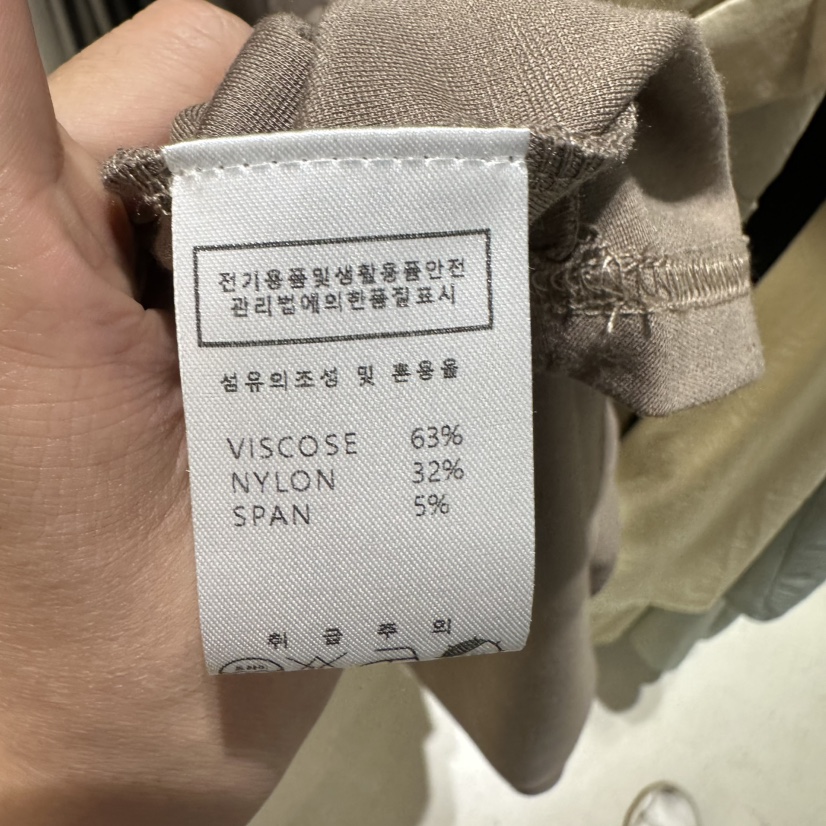 전기용품및생활용품안전
관리법에의한품질표시
섬유의조성 및 혼용율
VISCOSE 63%
NYLON 32%
SPAN 5%
취 급 주 의